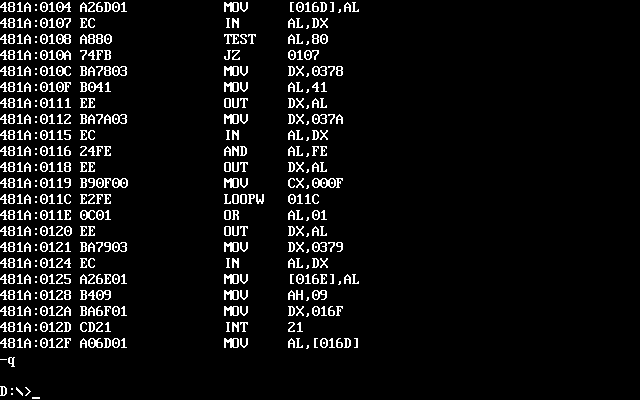 481A:0104 A26D01 MOV [016D],AL
481A:0107 EC IN AL,DX
481A:0108 A880 TEST AL,80
481A:010A 74FB JZ 0107
481A:010C BA7803 MOV DX,0378
481A:010F B041 MOV AL,41
481A:0111 EE OUT DX,AL
481A:0112 BA7A03 MOV DX,037A
481A:0115 EC IN AL,DX
481A:0116 24FE AND AL,FE
481A:0118 EE OUT DX,AL
481A:0119 B90F00 MOV CX,000F
481A:011C E2FE LOOPW 011C
481A:011E 0C01 OR AL,01
481A:0120 EE OUT DX,AL
481A:0121 BA7903 MOV DX,0379
481A:0124 EC IN AL,DX
481A:0125 A26E01 MOV [016E],AL
481A:0128 B409 MOV AH,09
481A:012A BA6F01 MOV DX,016F
481A:012D CD21 INT 21
481A:012F A06D01 MOV AL,[016D]
-q
D:\>_